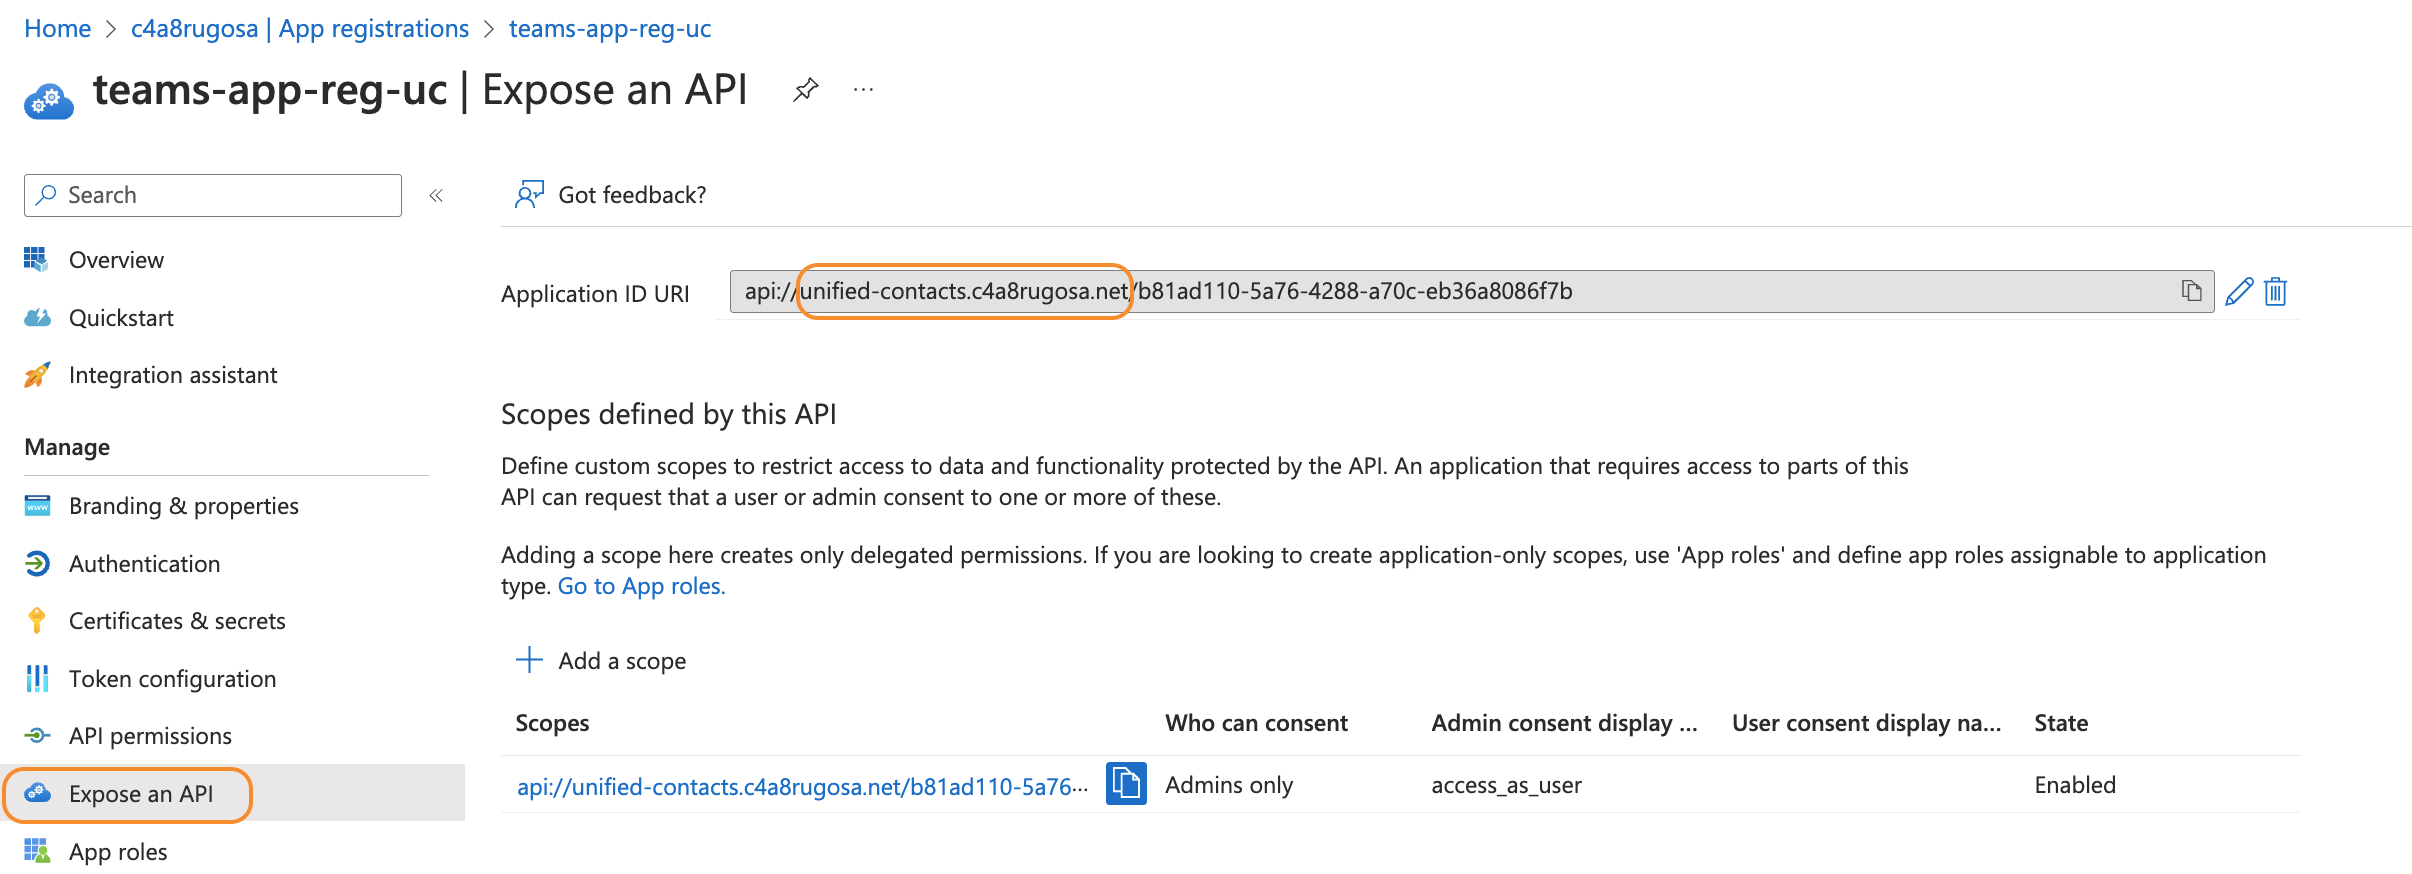 Home > c4a8rugosa | App registrations > teams-app-reg-uc
teams-app-reg-uc | Expose an API
Search
Overview
Quickstart
Integration assistant
Manage
Branding & properties
Authentication
Certificates & secrets
Token configuration
API permissions
Expose an API
App roles
Got feedback?
Application ID URI
api://unified-contacts.c4a8rugosa.net/b81ad110-5a76-4288-a70c-eb36a8086f7b
Scopes defined by this API
Define custom scopes to restrict access to data and functionality protected by the API. An application that requires access to parts of this
API can request that a user or admin consent to one or more of these.
Adding a scope here creates only delegated permissions. If you are looking to create application-only scopes, use 'App roles' and define app roles assignable to application
type. Go to App roles.
Add a scope
Scopes Who can consent Admin consent display ... User consent display na... State
api://unified-contacts.c4a8rugosa.net/b81ad110-5a76... Admins only access_as_user Enabled